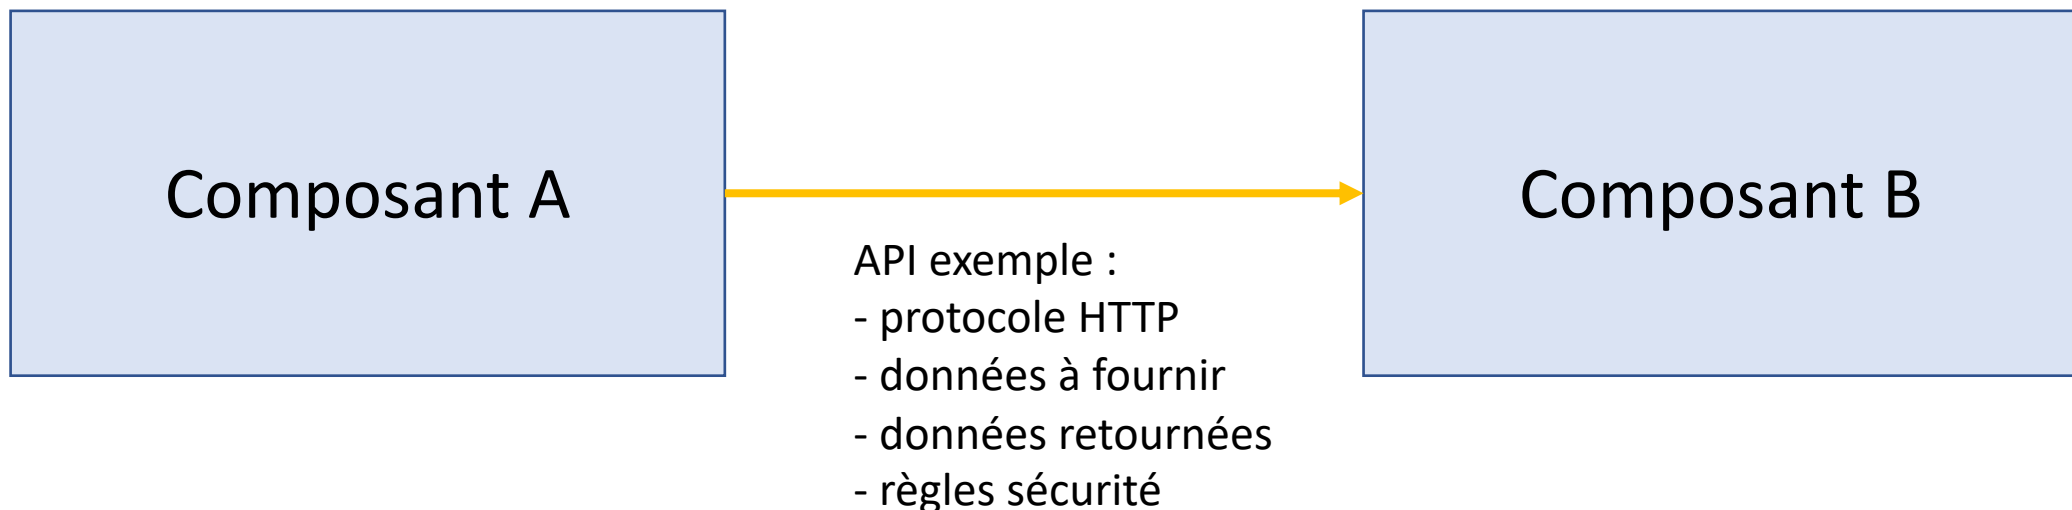 Composant A
Composant B
API exemple :
- protocole HTTP
- données à fournir
- données retournées
- règles sécurité